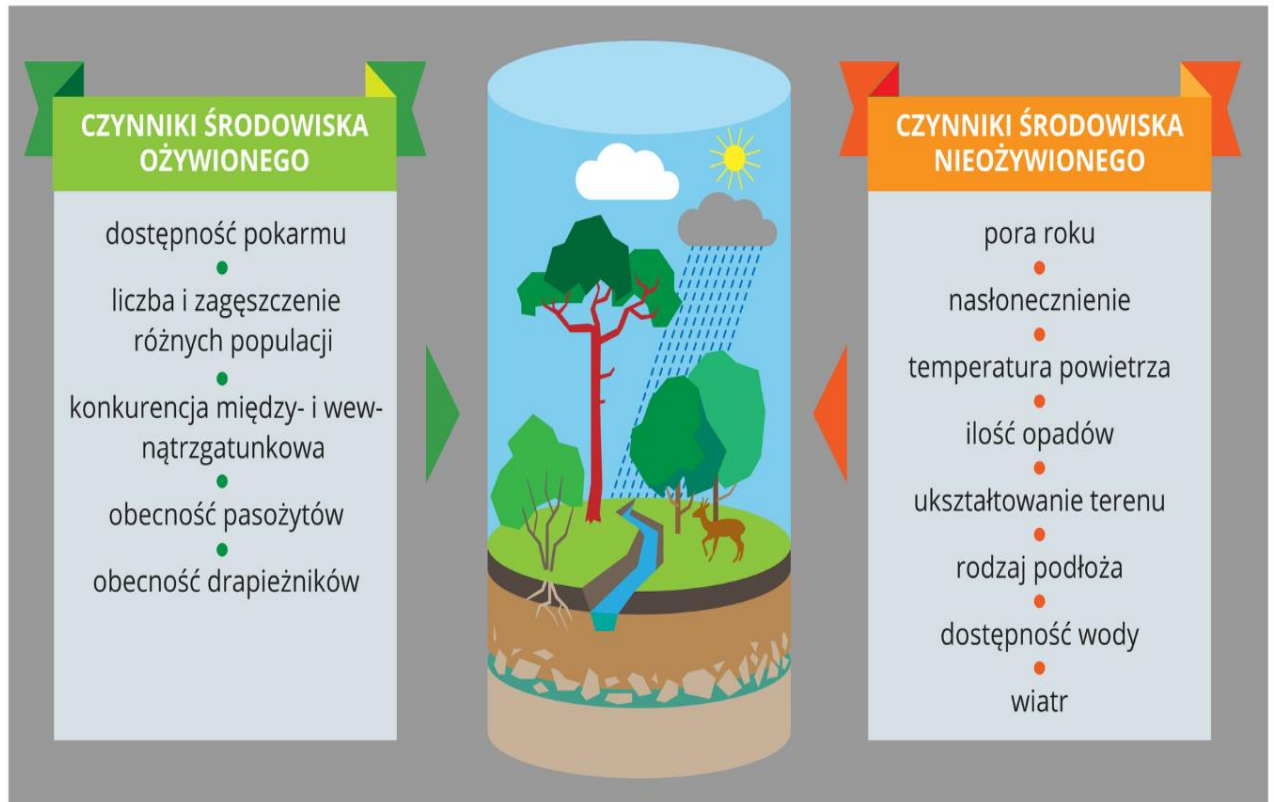 CZYNNIKI ŚRODOWISKA
OŻYWIONEGO
dostępność pokarmu
liczba i zagęszczenie
różnych populacji
konkurencja między- i wew-
nątrzgatunkowa
obecność pasożytów
obecność drapieżników
CZYNNIKI ŚRODOWISKA
NIEOŻYWIONEGO
pora roku
nasłonecznienie
temperatura powietrza
ilość opadów
ukształtowanie terenu
rodzaj podłoża
dostępność wody
wiatr